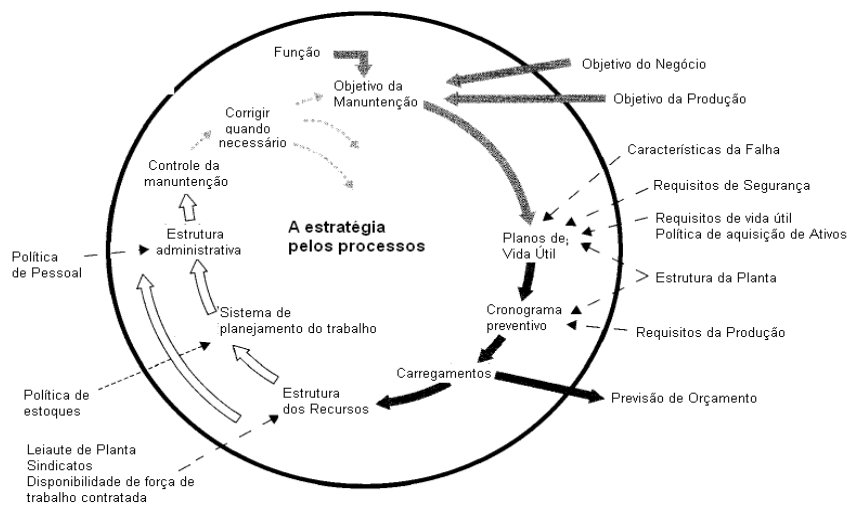 Função
Objetivo do Negócio
Objetivo da
Manuntenção
Objetivo da Produção
Corrigir
quando
necessário
Características da Falha
Controle da
manuntenção
Requisitos de Segurança
A estratégia
pelos processos
Requisitos de vida útil
Política de aquisição de Ativos
Estrutura
administrativa
Planos de;
Vida Útil
Política
de Pessoal
Estrutura da Planta
Sistema de
planejamento do trabalho
Cronograma
preventivo
Requisitos da Produção
Carregamentos
Política de
estoques
Estrutura
dos Recursos
Previsão de Orçamento
Leiaute de Planta
Sindicatos
Disponibilidade de força de
trabalho contratada